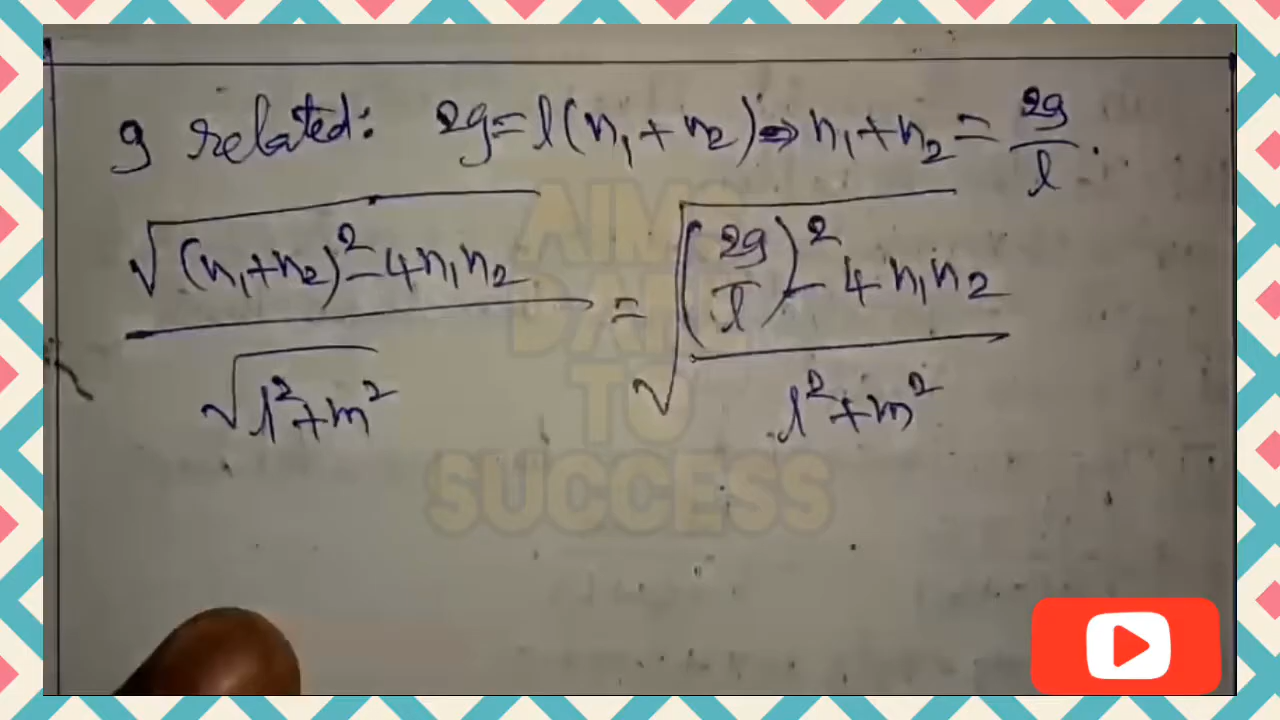 g related: 2g = l(n₁ + n₂) ⇒ n₁ + n₂ = 2g/l .
√((n₁+n₂)² − 4n₁n₂) / √(l²+m²) = √(((2g/l)² − 4n₁n₂) / (l²+m²))
AIMS
DARE
TO
SUCCESS